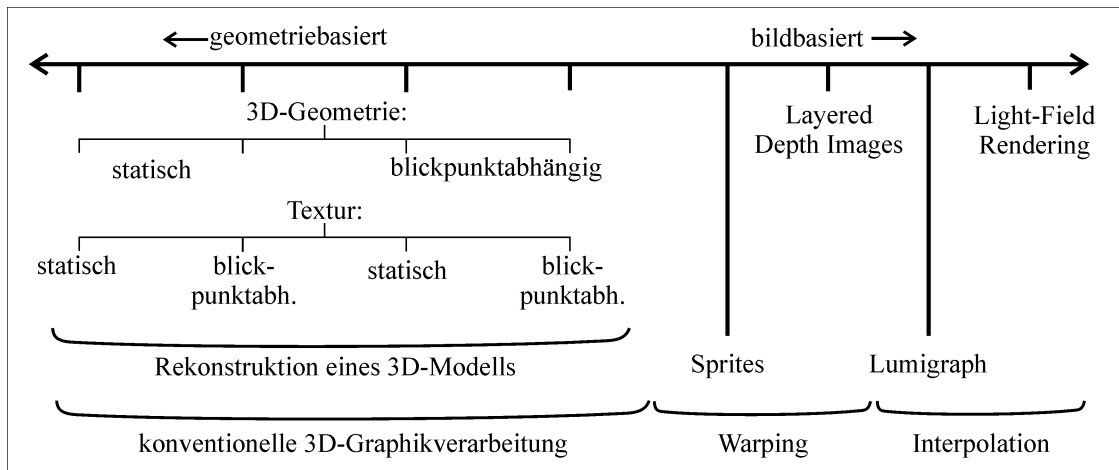 geometriebasiert
bildbasiert
3D-Geometrie:
statisch
blickpunktabhängig
Layered
Depth Images
Light-Field
Rendering
Textur:
statisch
blick-
punktabh.
statisch
blick-
punktabh.
Rekonstruktion eines 3D-Modells
Sprites
Lumigraph
konventionelle 3D-Graphikverarbeitung
Warping
Interpolation